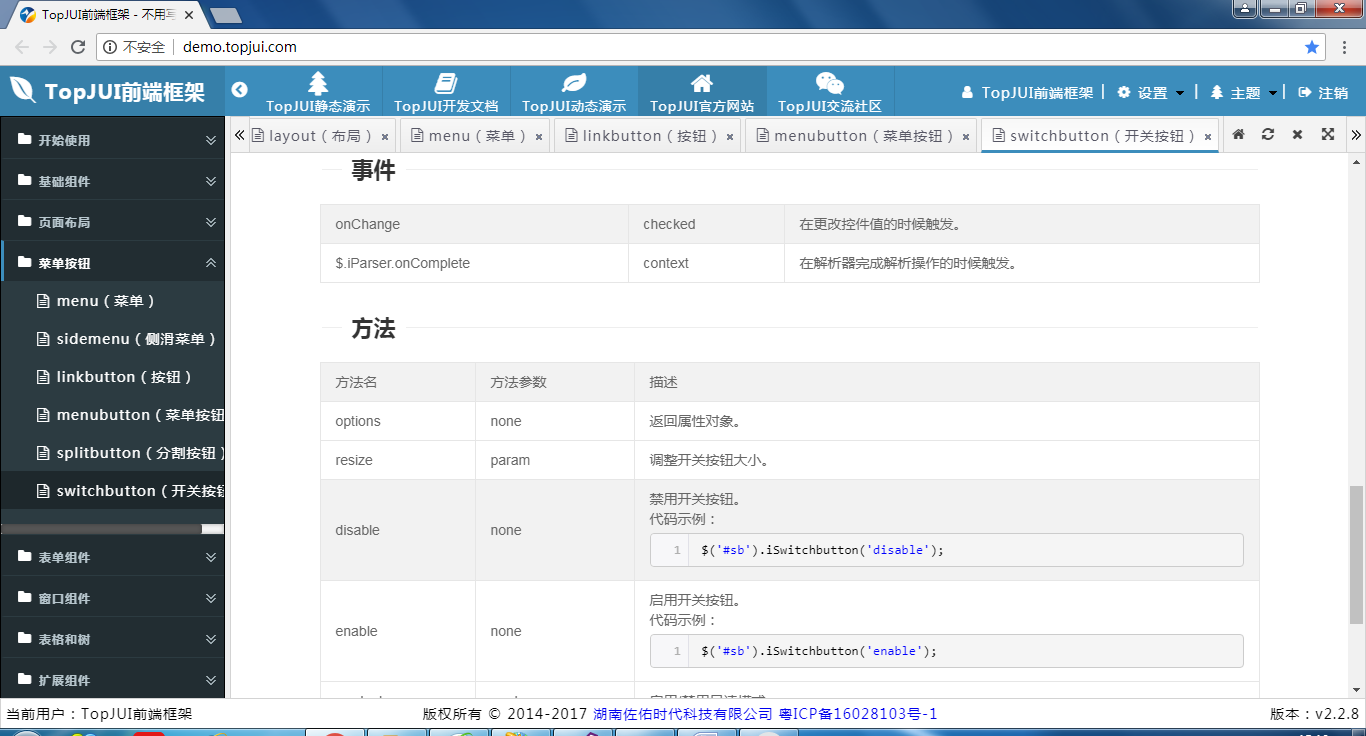 TopJUI前端框架 - 不用写
不安全 demo.topjui.com
TopJUI前端框架
TopJUI静态演示 TopJUI开发文档 TopJUI动态演示 TopJUI官方网站 TopJUI交流社区
TopJUI前端框架 设置 主题 注销
layout（布局） menu（菜单） linkbutton（按钮） menubutton（菜单按钮） switchbutton（开关按钮）
开始使用
基础组件
页面布局
菜单按钮
menu（菜单）
sidemenu（侧滑菜单）
linkbutton（按钮）
menubutton（菜单按钮
splitbutton（分割按钮）
switchbutton（开关按钮
表单组件
窗口组件
表格和树
扩展组件
事件
onChange checked 在更改控件值的时候触发。
$.iParser.onComplete context 在解析器完成解析操作的时候触发。
方法
方法名 方法参数 描述
options none 返回属性对象。
resize param 调整开关按钮大小。
disable none 禁用开关按钮。
代码示例：
1 $('#sb').iSwitchbutton('disable');
enable none 启用开关按钮。
代码示例：
1 $('#sb').iSwitchbutton('enable');
当前用户：TopJUI前端框架
版权所有 © 2014-2017 湖南佐佑时代科技有限公司 粤ICP备16028103号-1
版本：v2.2.8